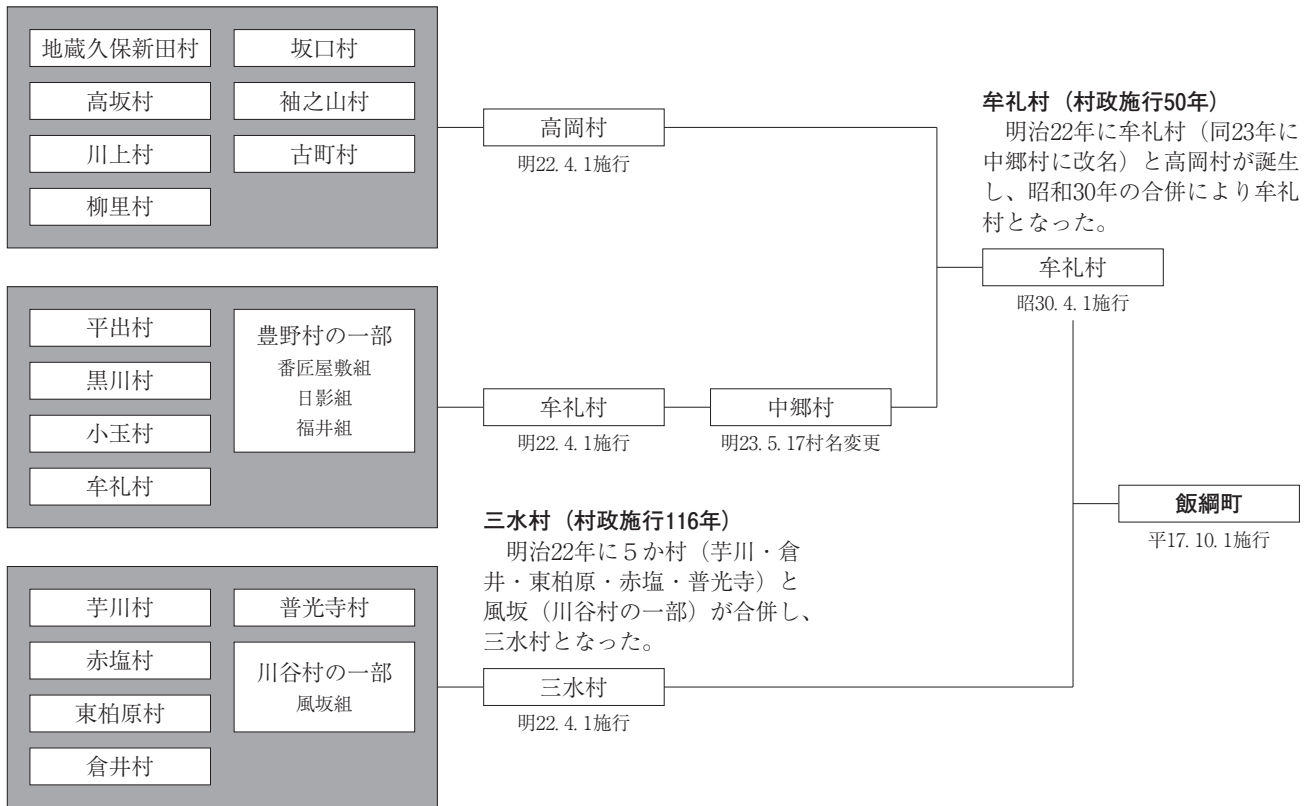 地蔵久保新田村
坂口村
高坂村
袖之山村
川上村
古町村
柳里村
高岡村
明22.4.1施行
平出村
豊野村の一部
番匠屋敷組
日影組
福井組
黒川村
小玉村
牟礼村
牟礼村
明22.4.1施行
中郷村
明23.5.17村名変更
牟礼村（村政施行50年）
明治22年に牟礼村（同23年に
中郷村に改名）と高岡村が誕生
し、昭和30年の合併により牟礼
村となった。
牟礼村
昭30.4.1施行
芋川村
普光寺村
赤塩村
川谷村の一部
風坂組
東柏原村
倉井村
三水村（村政施行116年）
明治22年に５か村（芋川・倉
井・東柏原・赤塩・普光寺）と
風坂（川谷村の一部）が合併し、
三水村となった。
三水村
明22.4.1施行
飯綱町
平17.10.1施行